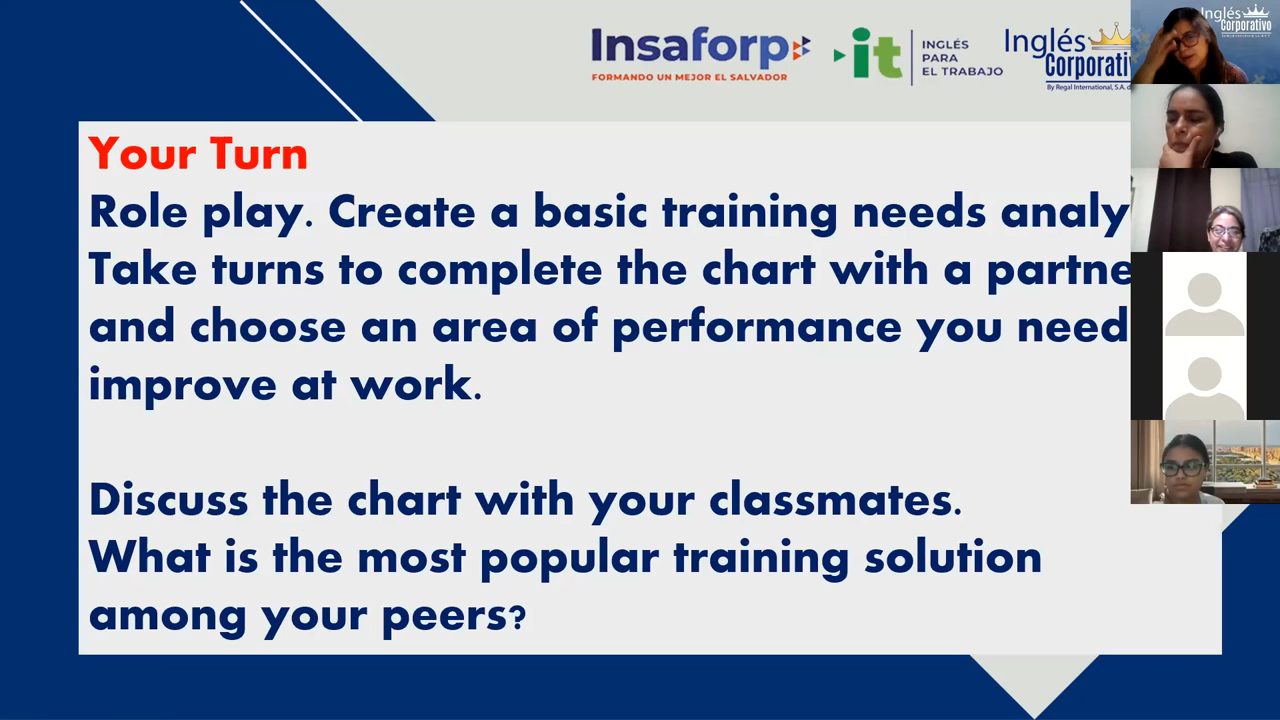 Insaforp
FORMANDO UN MEJOR EL SALVADOR
it
INGLÉS
PARA
EL TRABAJO
Inglés
Corporativ
By Regal International, S.A. d
Inglés
Corporativo
Your Turn
Role play. Create a basic training needs analy
Take turns to complete the chart with a partne
and choose an area of performance you need
improve at work.
Discuss the chart with your classmates.
What is the most popular training solution
among your peers?